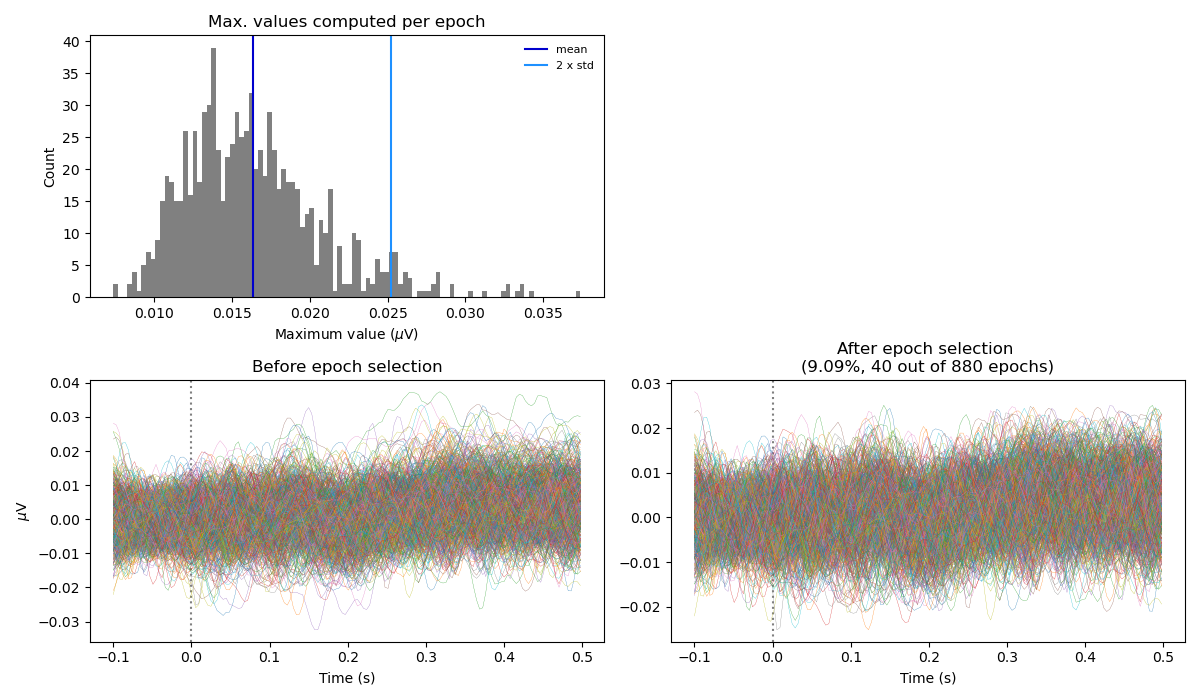 Max. values computed per epoch
40
35
30
25
20
15
10
5
0
Count
mean
2 x std
0.010 0.015 0.020 0.025 0.030 0.035
Maximum value (μV)
Before epoch selection
0.04
0.03
0.02
0.01
0.00
−0.01
−0.02
−0.03
μV
−0.1 0.0 0.1 0.2 0.3 0.4 0.5
Time (s)
After epoch selection
(9.09%, 40 out of 880 epochs)
0.03
0.02
0.01
0.00
−0.01
−0.02
−0.1 0.0 0.1 0.2 0.3 0.4 0.5
Time (s)